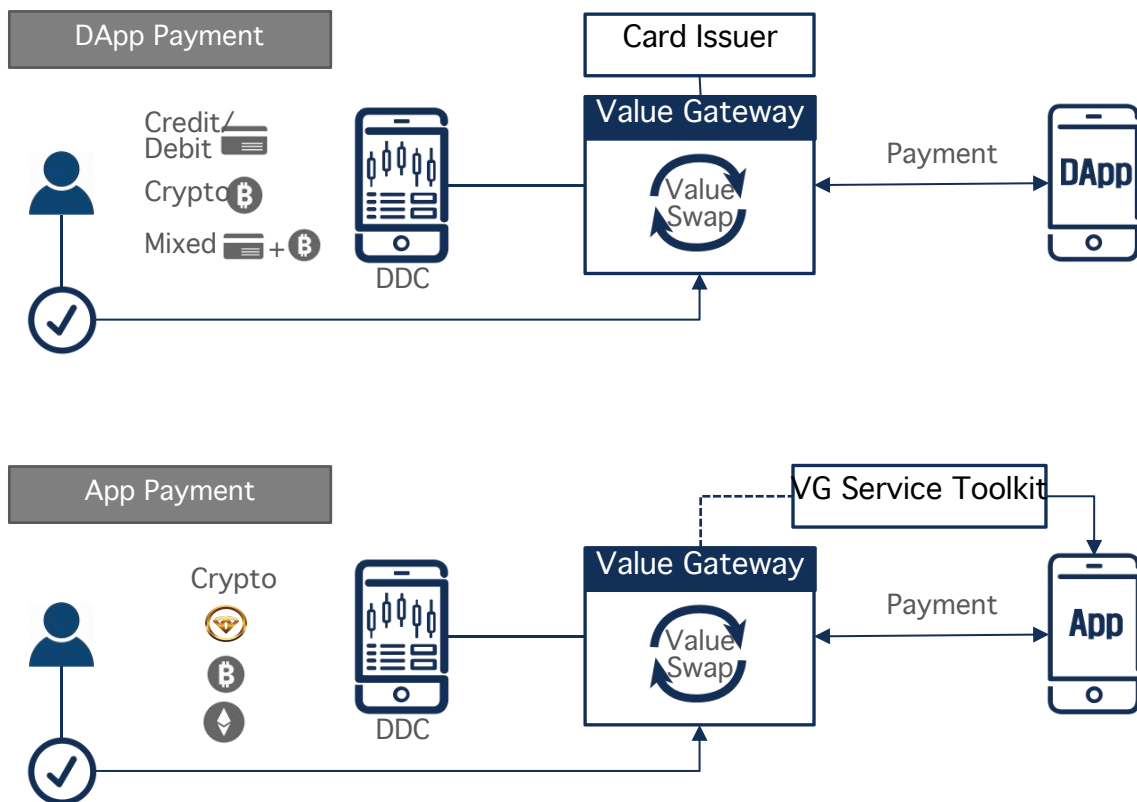 DApp Payment
Card Issuer
Credit/
Debit
Crypto
Mixed
+
DDC
Value Gateway
Value
Swap
Payment
DApp
App Payment
VG Service Toolkit
Crypto
DDC
Value Gateway
Value
Swap
Payment
App